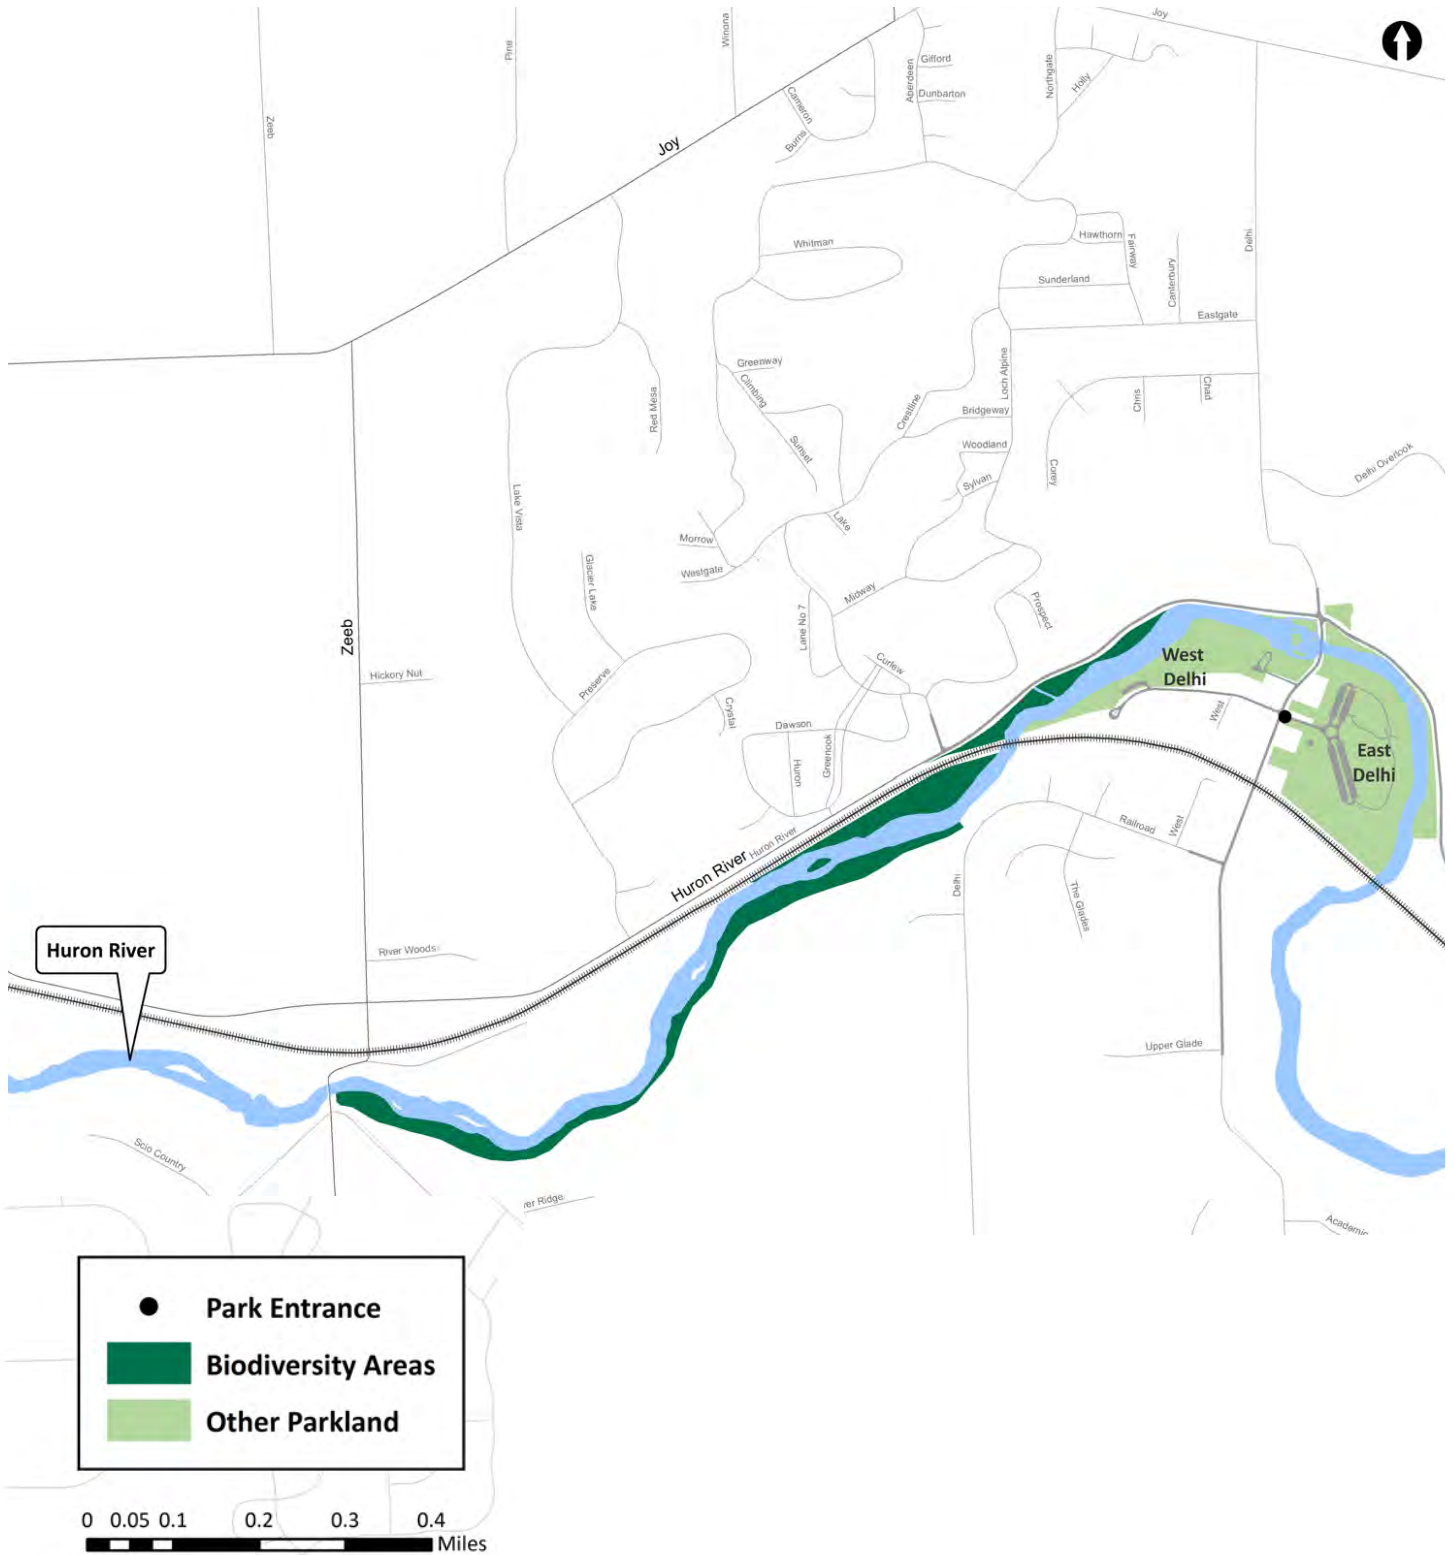 Joy
Winona
Pine
Gifford
Aberdeen
Northgate
Holly
Cameron
Dunbarton
Zeeb
Burns
Joy
Whitman
Hawthorn
Fairway
Delhi
Canterbury
Sunderland
Eastgate
Greenway
Loch Alpine
Climbing
Red Mesa
Crestline
Bridgeway
Chris
Chad
Sunset
Woodland
Corey
Delhi Overlook
Sylvan
Lake Vista
Lake
Morrow
Westgate
Glacier Lake
Midway
Prospect
Lane No 7
Zeeb
West
Delhi
Curlew
Hickory Nut
Preserve
Crystal
West
Dawson
Greenook
East
Delhi
Huron
Railroad
West
Huron River
Huron River
Delhi
The Glades
Huron River
River Woods
Upper Glade
Scio Country
ver Ridge
Academic
Park Entrance
Biodiversity Areas
Other Parkland
0 0.05 0.1 0.2 0.3 0.4
Miles